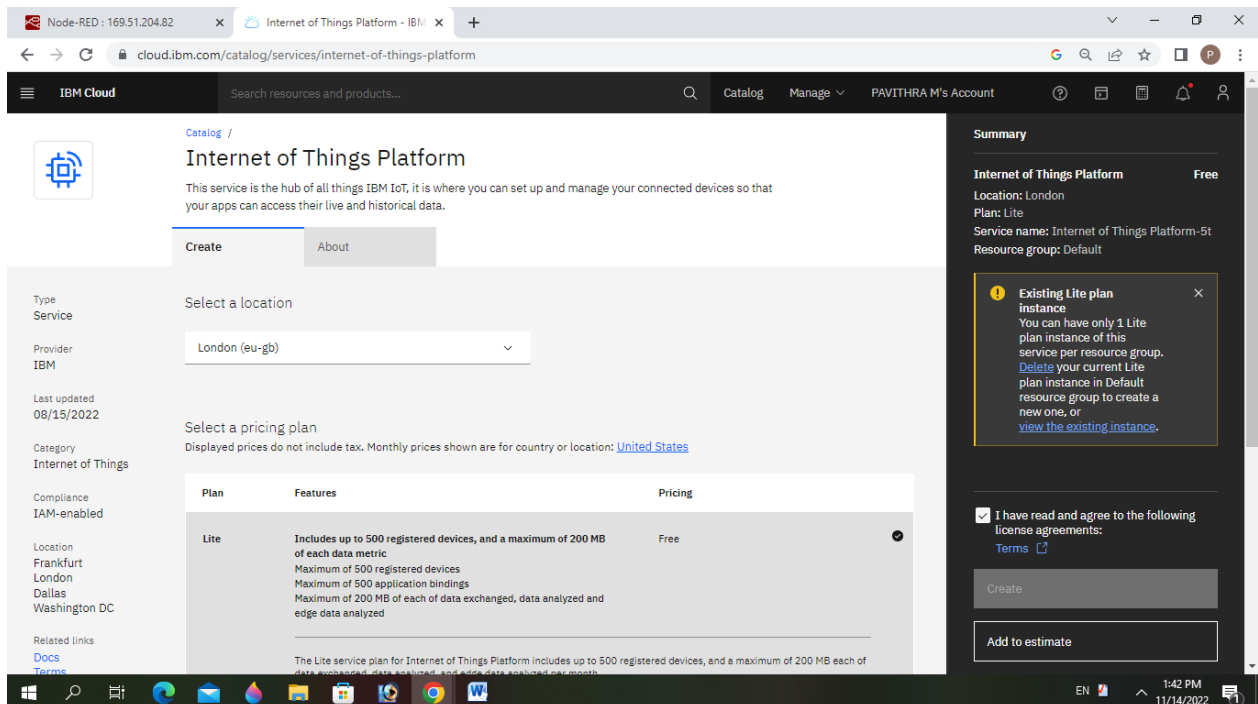 Node-RED : 169.51.204.82
Internet of Things Platform - IBM
cloud.ibm.com/catalog/services/internet-of-things-platform
P
IBM Cloud
Search resources and products...
Catalog
Manage
PAVITHRA M's Account
Catalog /
Internet of Things Platform
This service is the hub of all things IBM IoT, it is where you can set up and manage your connected devices so that
your apps can access their live and historical data.
Create
About
Type
Service
Provider
IBM
Last updated
08/15/2022
Category
Internet of Things
Compliance
IAM-enabled
Location
Frankfurt
London
Dallas
Washington DC
Related links
Docs
Terms
Select a location
London (eu-gb)
Select a pricing plan
Displayed prices do not include tax. Monthly prices shown are for country or location: United States
Plan Features Pricing
Lite
Includes up to 500 registered devices, and a maximum of 200 MB
of each data metric
Maximum of 500 registered devices
Maximum of 500 application bindings
Maximum of 200 MB of each of data exchanged, data analyzed and
edge data analyzed
Free
The Lite service plan for Internet of Things Platform includes up to 500 registered devices, and a maximum of 200 MB each of
data exchanged, data analyzed, and edge data analyzed per month.
Summary
Internet of Things Platform Free
Location: London
Plan: Lite
Service name: Internet of Things Platform-5t
Resource group: Default
Existing Lite plan
instance
You can have only 1 Lite
plan instance of this
service per resource group.
Delete your current Lite
plan instance in Default
resource group to create a
new one, or
view the existing instance.
I have read and agree to the following
license agreements:
Terms
Create
Add to estimate
EN
1:42 PM
11/14/2022
1